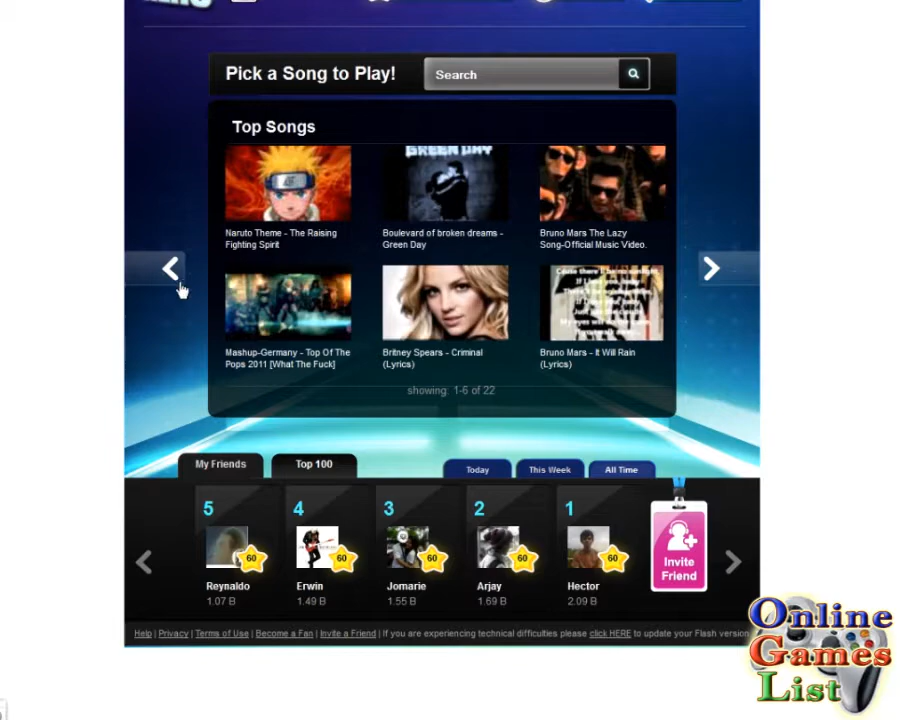 Pick a Song to Play!
Search
Top Songs
GREEN DAY
Naruto Theme - The Raising
Fighting Spirit
Boulevard of broken dreams -
Green Day
Bruno Mars The Lazy
Song-Official Music Video.
Mashup-Germany - Top Of The
Pops 2011 [What The Fuck]
Britney Spears - Criminal
(Lyrics)
Bruno Mars - It Will Rain
(Lyrics)
showing: 1-6 of 22
My Friends
Top 100
Today
This Week
All Time
5
4
3
2
1
60
60
60
60
60
Invite
Friend
Reynaldo
Erwin
Jomarie
Arjay
Hector
1.07 B
1.49 B
1.55 B
1.69 B
2.09 B
Help | Privacy | Terms of Use | Become a Fan | Invite a Friend | If you are experiencing technical difficulties please click HERE to update your Flash version
Online
Games
List